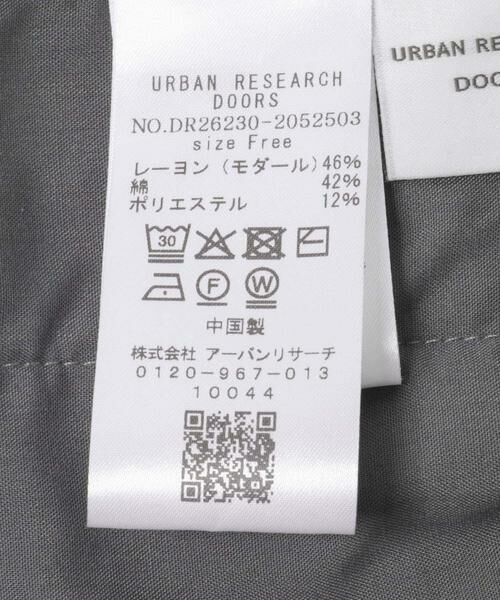 URBAN RESEARCH
DOORS
NO.DR26230-2052503
size Free
レーヨン（モダール）46%
綿 42%
ポリエステル 12%
30
F W
中国製
株式会社 アーバンリサーチ
0120-967-013
10044
URBAN RES
DOO